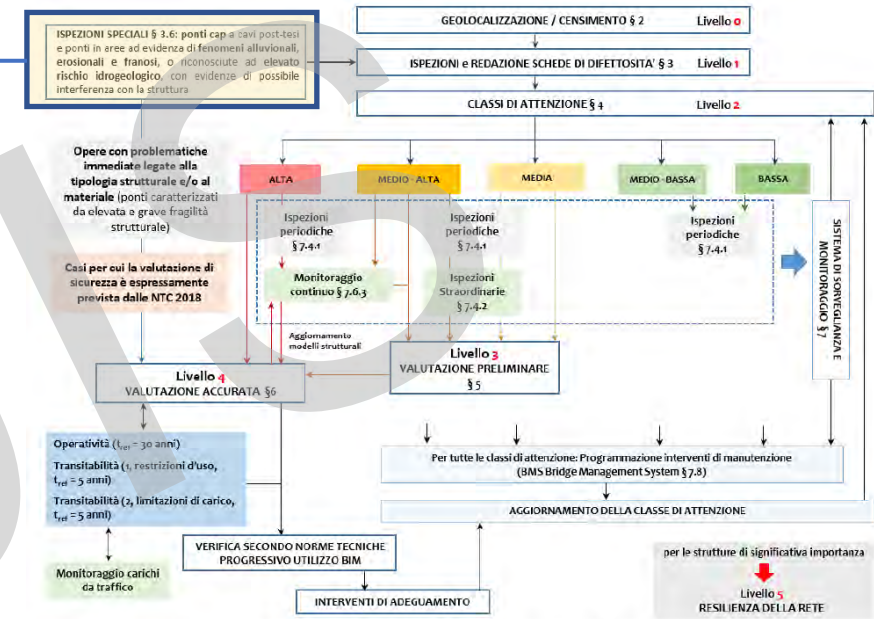 ISPEZIONI SPECIALI § 3.6: ponti cap a cavi post-tesi
e ponti in aree ad evidenza di fenomeni alluvionali,
erosionali e franosi, o riconosciute ad elevato
rischio idrogeologico, con evidenze di possibile
interferenza con la struttura
GEOLOCALIZZAZIONE / CENSIMENTO § 2 Livello 0
ISPEZIONI e REDAZIONE SCHEDE DI DIFETTOSITA' § 3 Livello 1
CLASSI DI ATTENZIONE § 4 Livello 2
Opere con problematiche
immediate legate alla
tipologia strutturale e/o al
materiale (ponti caratterizzati
da elevata e grave fragilità
strutturale)
Casi per cui la valutazione di
sicurezza è espressamente
prevista dalle NTC 2018
ALTA
MEDIO-ALTA
MEDIA
MEDIO-BASSA
BASSA
Ispezioni
periodiche
§ 7.4.1
Ispezioni
periodiche
§ 7.4.1
Ispezioni
periodiche
§ 7.4.1
Monitoraggio
continuo § 7.6.3
Ispezioni
Straordinarie
§ 7.4.2
SISTEMA DI SORVEGLIANZA E
MONITORAGGIO § 7
Aggiornamento
modelli strutturali
Livello 4
VALUTAZIONE ACCURATA §6
Livello 3
VALUTAZIONE PRELIMINARE
§ 5
Operatività (tref = 30 anni)
Transitabilità (1, restrizioni d'uso,
tref = 5 anni)
Transitabilità (2, limitazioni di carico,
tref = 5 anni)
Per tutte le classi di attenzione: Programmazione interventi di manutenzione
(BMS Bridge Management System § 7.8)
AGGIORNAMENTO DELLA CLASSE DI ATTENZIONE
VERIFICA SECONDO NORME TECNICHE
PROGRESSIVO UTILIZZO BIM
Monitoraggio carichi
da traffico
INTERVENTI DI ADEGUAMENTO
per le strutture di significativa importanza
Livello 5
RESILIENZA DELLA RETE